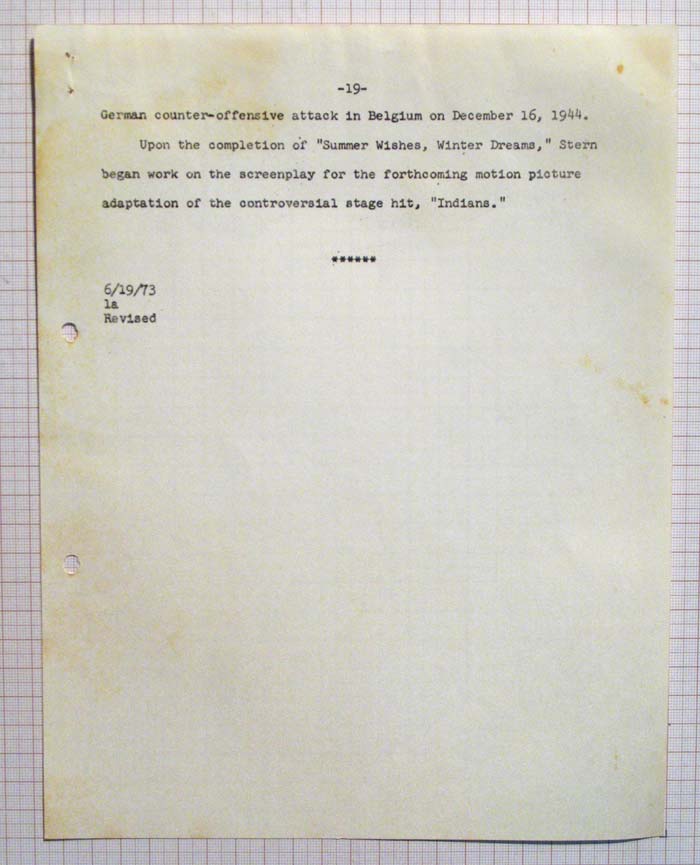 -19-
German counter-offensive attack in Belgium on December 16, 1944.
Upon the completion of "Summer Wishes, Winter Dreams," Stern
began work on the screenplay for the forthcoming motion picture
adaptation of the controversial stage hit, "Indians."
******
6/19/73
la
Revised